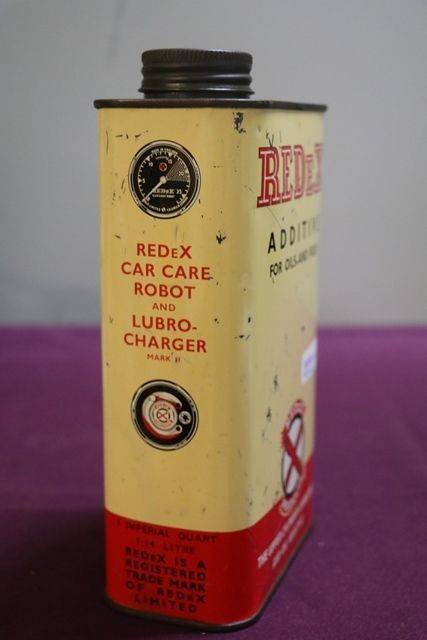 REDeX
CAR CARE
ROBOT
AND
LUBRO-
CHARGER
MARK II
1 IMPERIAL QUART
1·14 LITRE
REDeX IS A
REGISTERED
TRADE MARK
OF REDeX
LIMITED
REDeX
FOR OILS AND